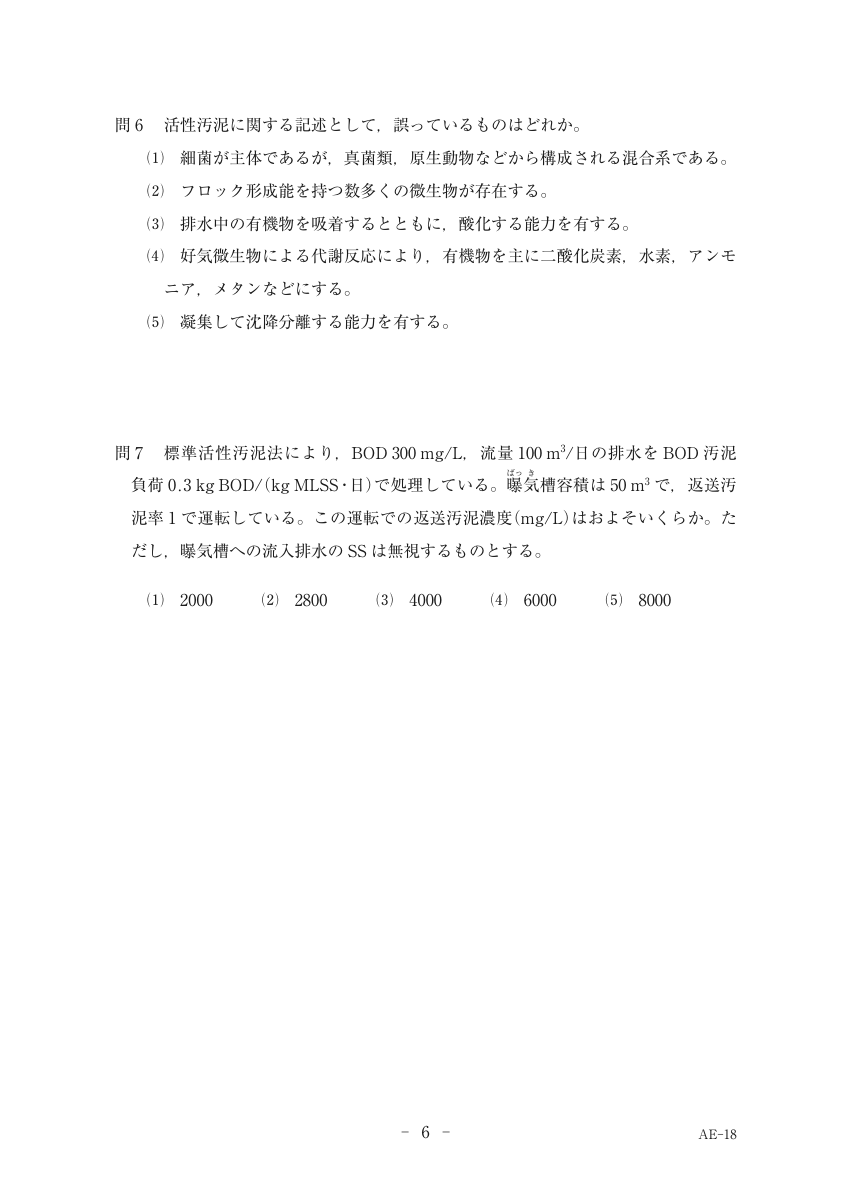 問6 活性汚泥に関する記述として，誤っているものはどれか。
(1) 細菌が主体であるが，真菌類，原生動物などから構成される混合系である。
(2) フロック形成能を持つ数多くの微生物が存在する。
(3) 排水中の有機物を吸着するとともに，酸化する能力を有する。
(4) 好気微生物による代謝反応により，有機物を主に二酸化炭素，水素，アンモ
ニア，メタンなどにする。
(5) 凝集して沈降分離する能力を有する。
問7 標準活性汚泥法により，BOD 300 mg/L，流量 100 m³/日の排水を BOD 汚泥
ばっ き
負荷 0.3 kg BOD/(kg MLSS・日)で処理している。曝気槽容積は 50 m³ で，返送汚
泥率 1 で運転している。この運転での返送汚泥濃度(mg/L)はおよそいくらか。た
だし，曝気槽への流入排水の SS は無視するものとする。
(1) 2000 (2) 2800 (3) 4000 (4) 6000 (5) 8000
- 6 -
AE-18